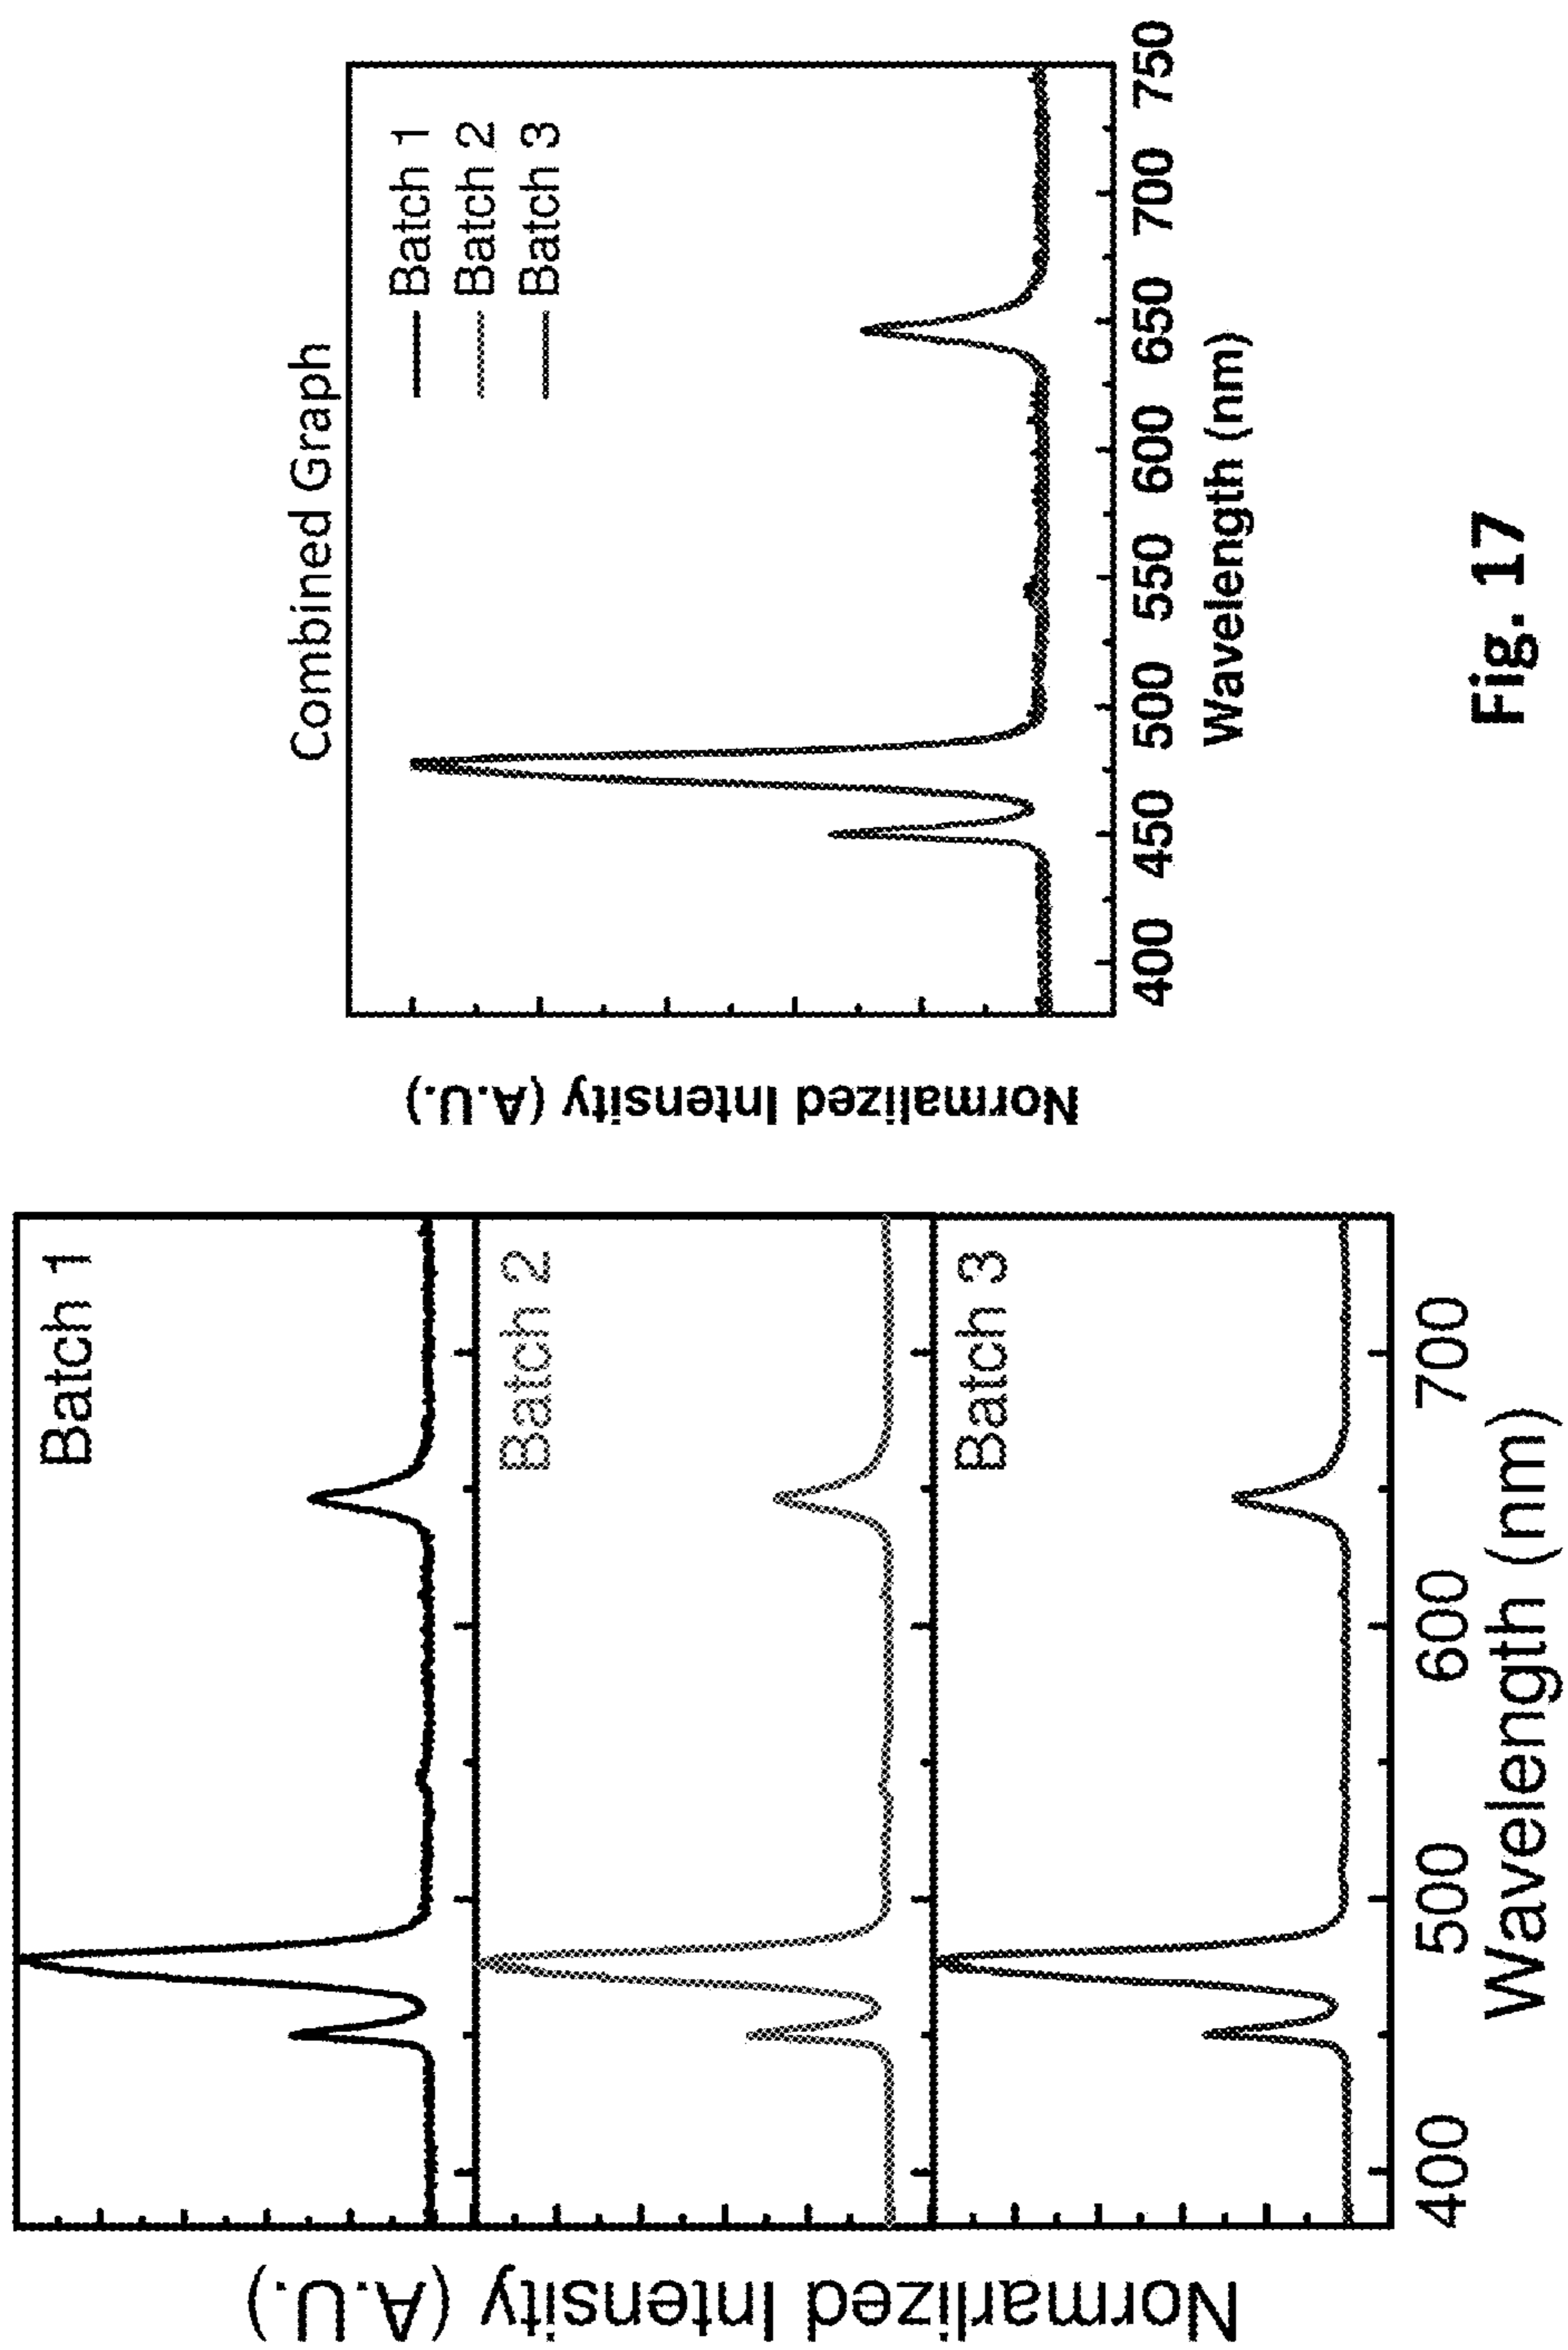 Normarlized Intensity (A.U.)
Batch 1
Batch 2
Batch 3
400 500 600 700
Wavelength (nm)
Combined Graph
Normalized Intensity (A.U.)
Batch 1
Batch 2
Batch 3
400 450 500 550 600 650 700 750
Wavelength (nm)
Fig. 17